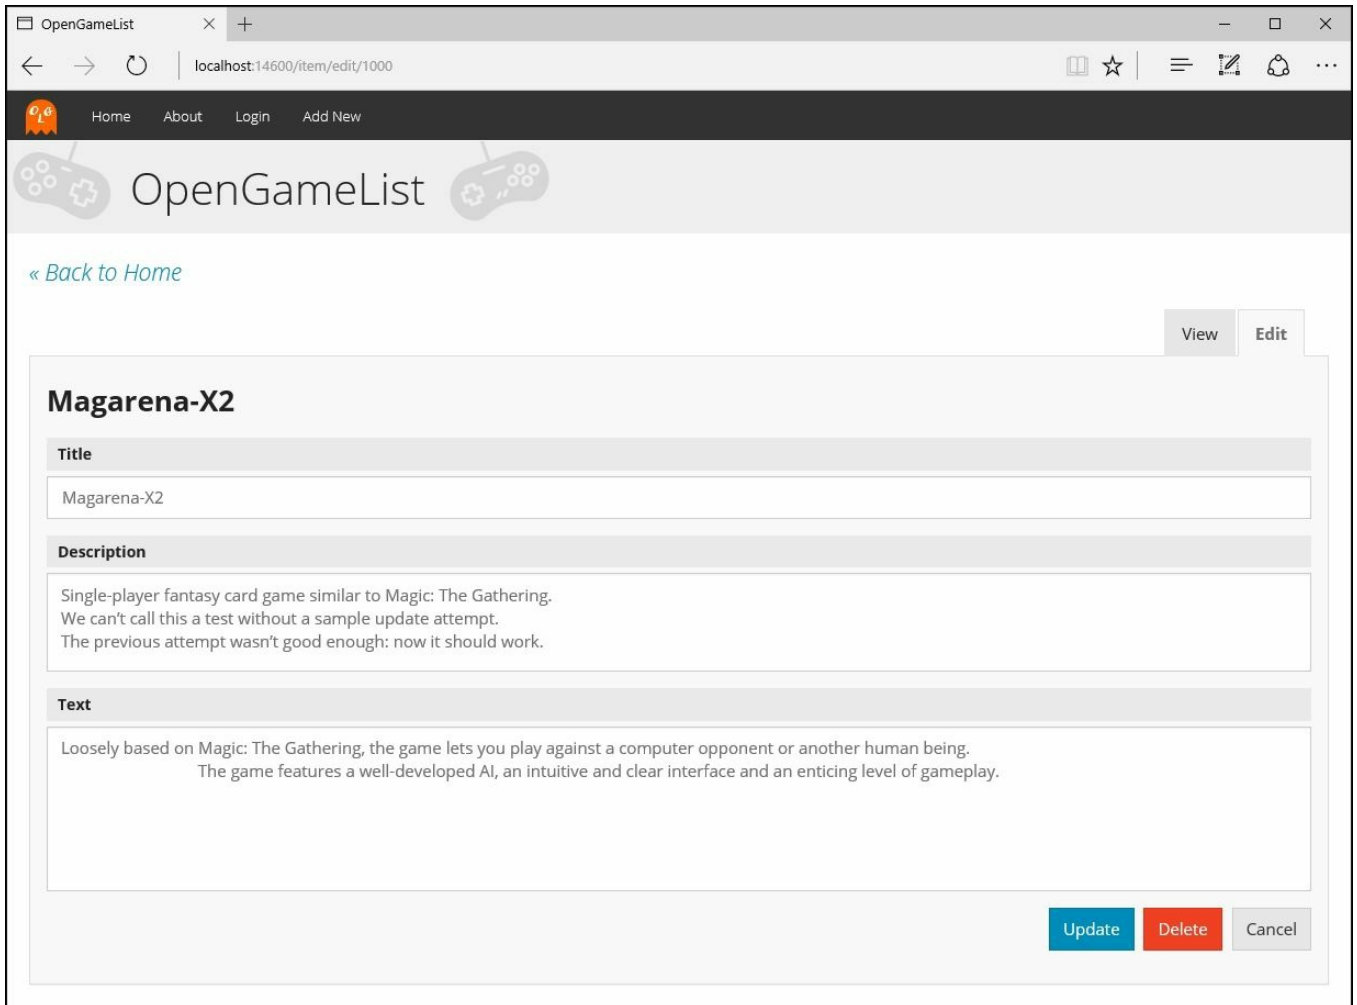 OpenGameList
localhost:14600/item/edit/1000
OLG
Home About Login Add New
OpenGameList
« Back to Home
View Edit
Magarena-X2
Title
Magarena-X2
Description
Single-player fantasy card game similar to Magic: The Gathering.
We can't call this a test without a sample update attempt.
The previous attempt wasn't good enough: now it should work.
Text
Loosely based on Magic: The Gathering, the game lets you play against a computer opponent or another human being.
The game features a well-developed AI, an intuitive and clear interface and an enticing level of gameplay.
Update Delete Cancel